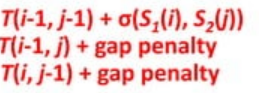 T(i-1, j-1) + σ(S₁(i), S₂(j))
T(i-1, j) + gap penalty
T(i, j-1) + gap penalty